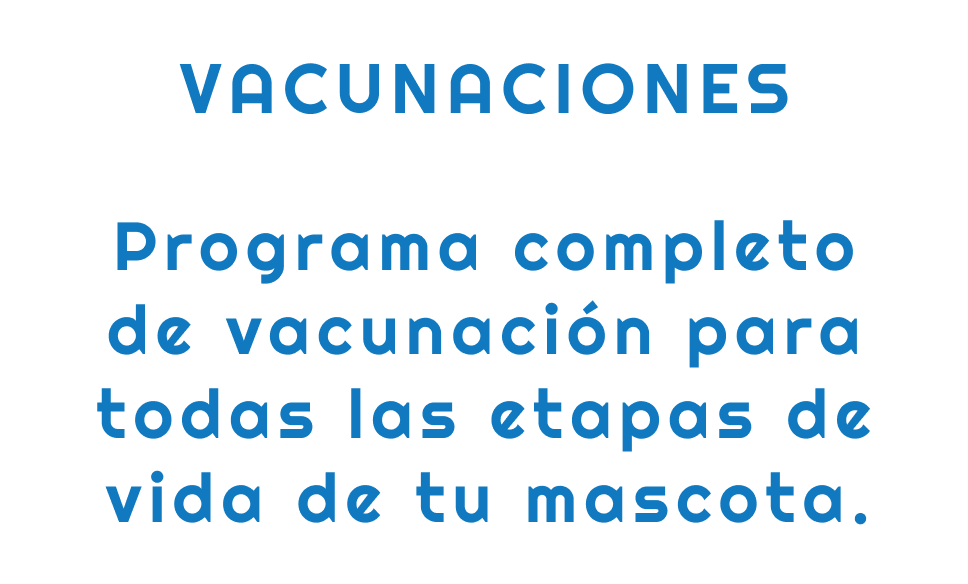 VACUNACIONES
Programa completo
de vacunación para
todas las etapas de
vida de tu mascota.